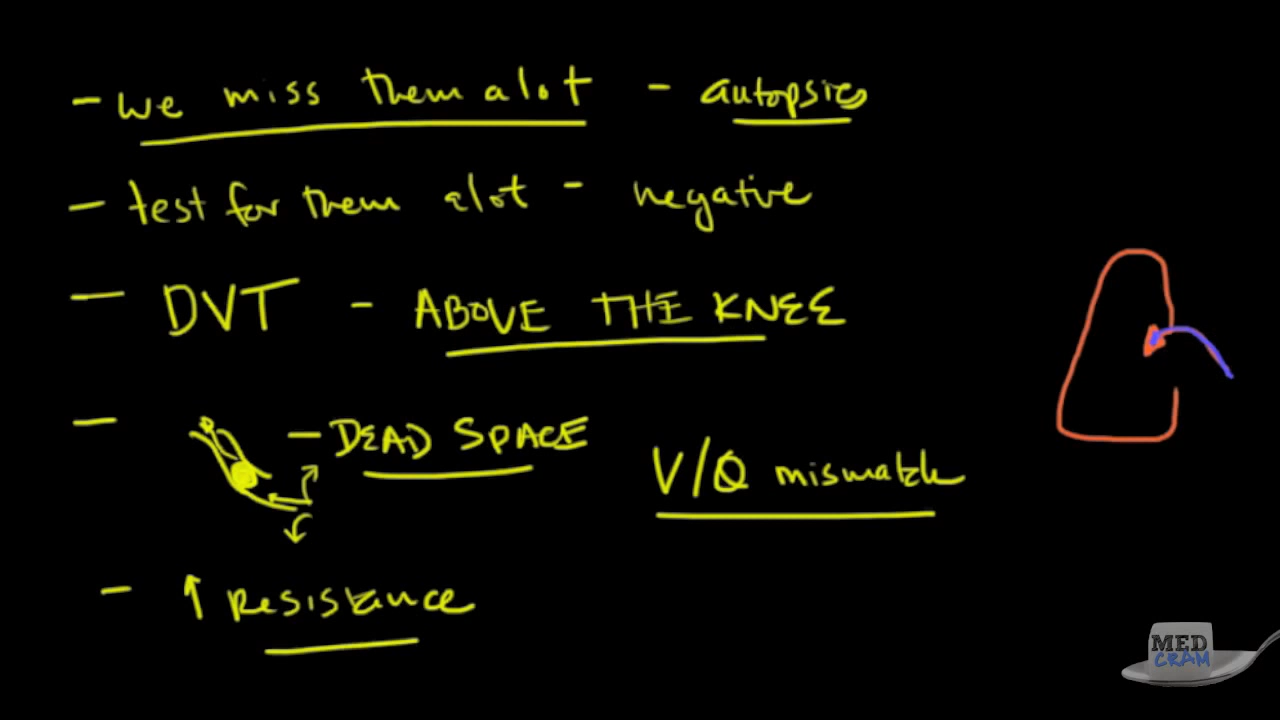 - we miss them alot - autopsies
- test for them alot - negative
- DVT - ABOVE THE KNEE
- - DEAD SPACE
V/Q mismatch
- ↑ Resistance
MED
CRAM